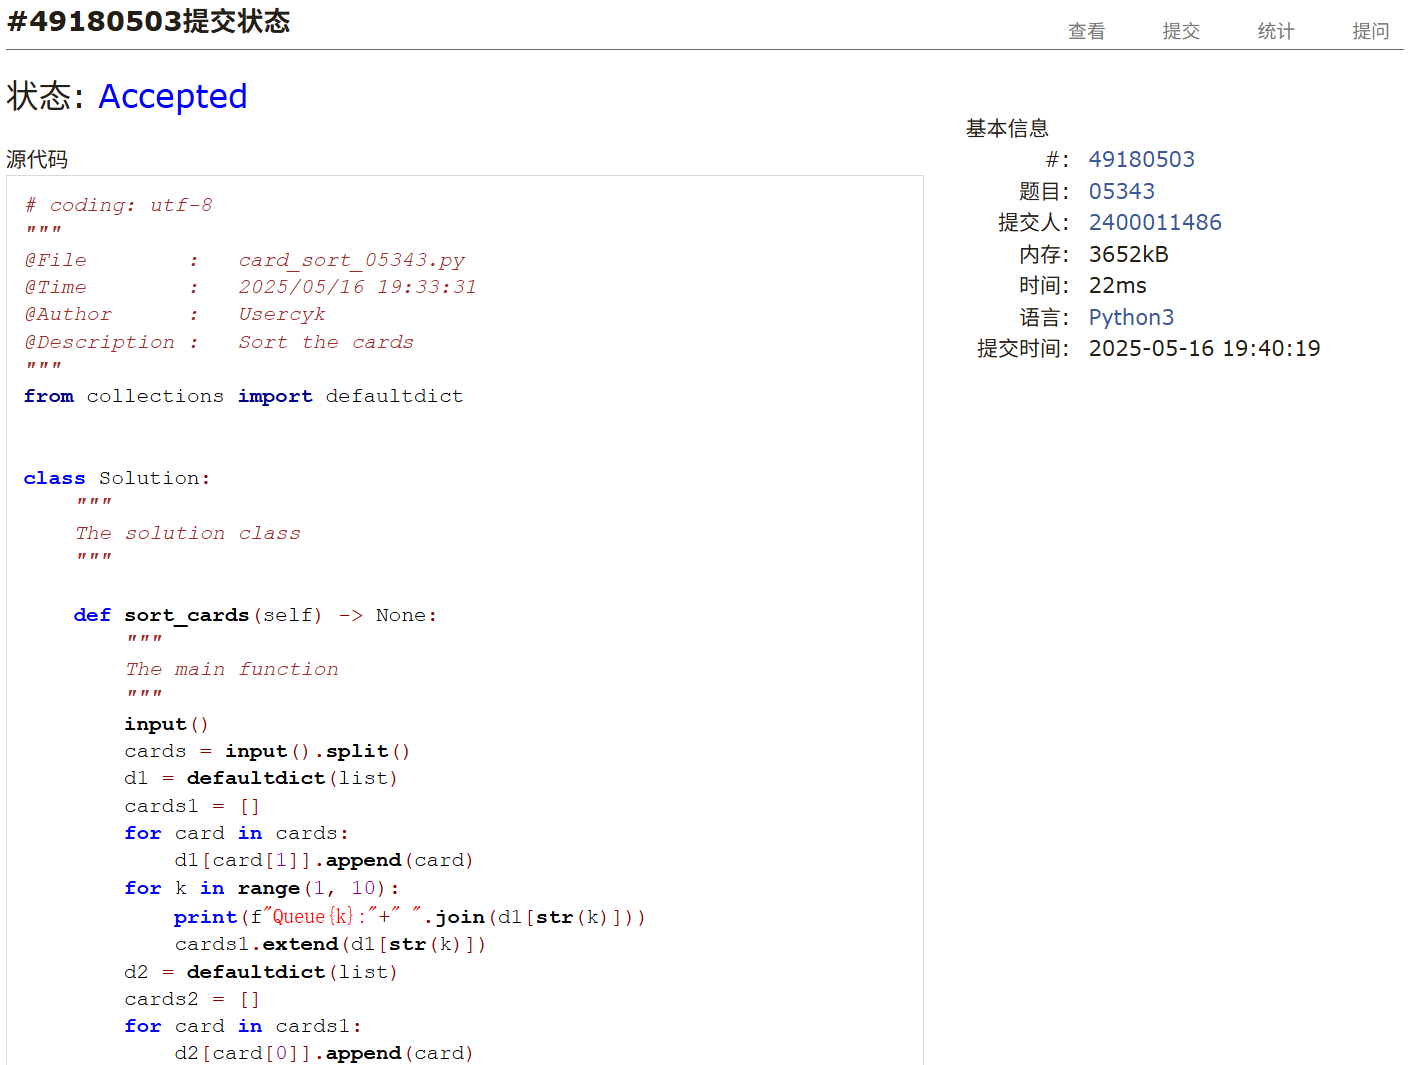 #49180503提交状态
查看 提交 统计 提问
状态: Accepted
源代码
# coding: utf-8
"""
@File : card_sort_05343.py
@Time : 2025/05/16 19:33:31
@Author : Usercyk
@Description : Sort the cards
"""
from collections import defaultdict
class Solution:
"""
The solution class
"""
def sort_cards(self) -> None:
"""
The main function
"""
input()
cards = input().split()
d1 = defaultdict(list)
cards1 = []
for card in cards:
d1[card[1]].append(card)
for k in range(1, 10):
print(f"Queue{k}:"+" ".join(d1[str(k)]))
cards1.extend(d1[str(k)])
d2 = defaultdict(list)
cards2 = []
for card in cards1:
d2[card[0]].append(card)
基本信息
#: 49180503
题目: 05343
提交人: 2400011486
内存: 3652kB
时间: 22ms
语言: Python3
提交时间: 2025-05-16 19:40:19